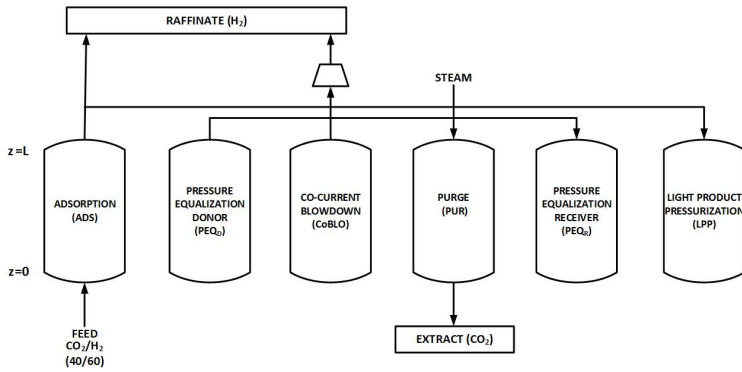 RAFFINATE (H₂)
STEAM
z=L
ADSORPTION
(ADS)
PRESSURE
EQUALIZATION
DONOR
(PEQ_D)
CO-CURRENT
BLOWDOWN
(CoBLO)
PURGE
(PUR)
PRESSURE
EQUALIZATION
RECEIVER
(PEQ_R)
LIGHT PRODUCT
PRESSURIZATION
(LPP)
z=0
FEED
CO₂/H₂
(40/60)
EXTRACT (CO₂)